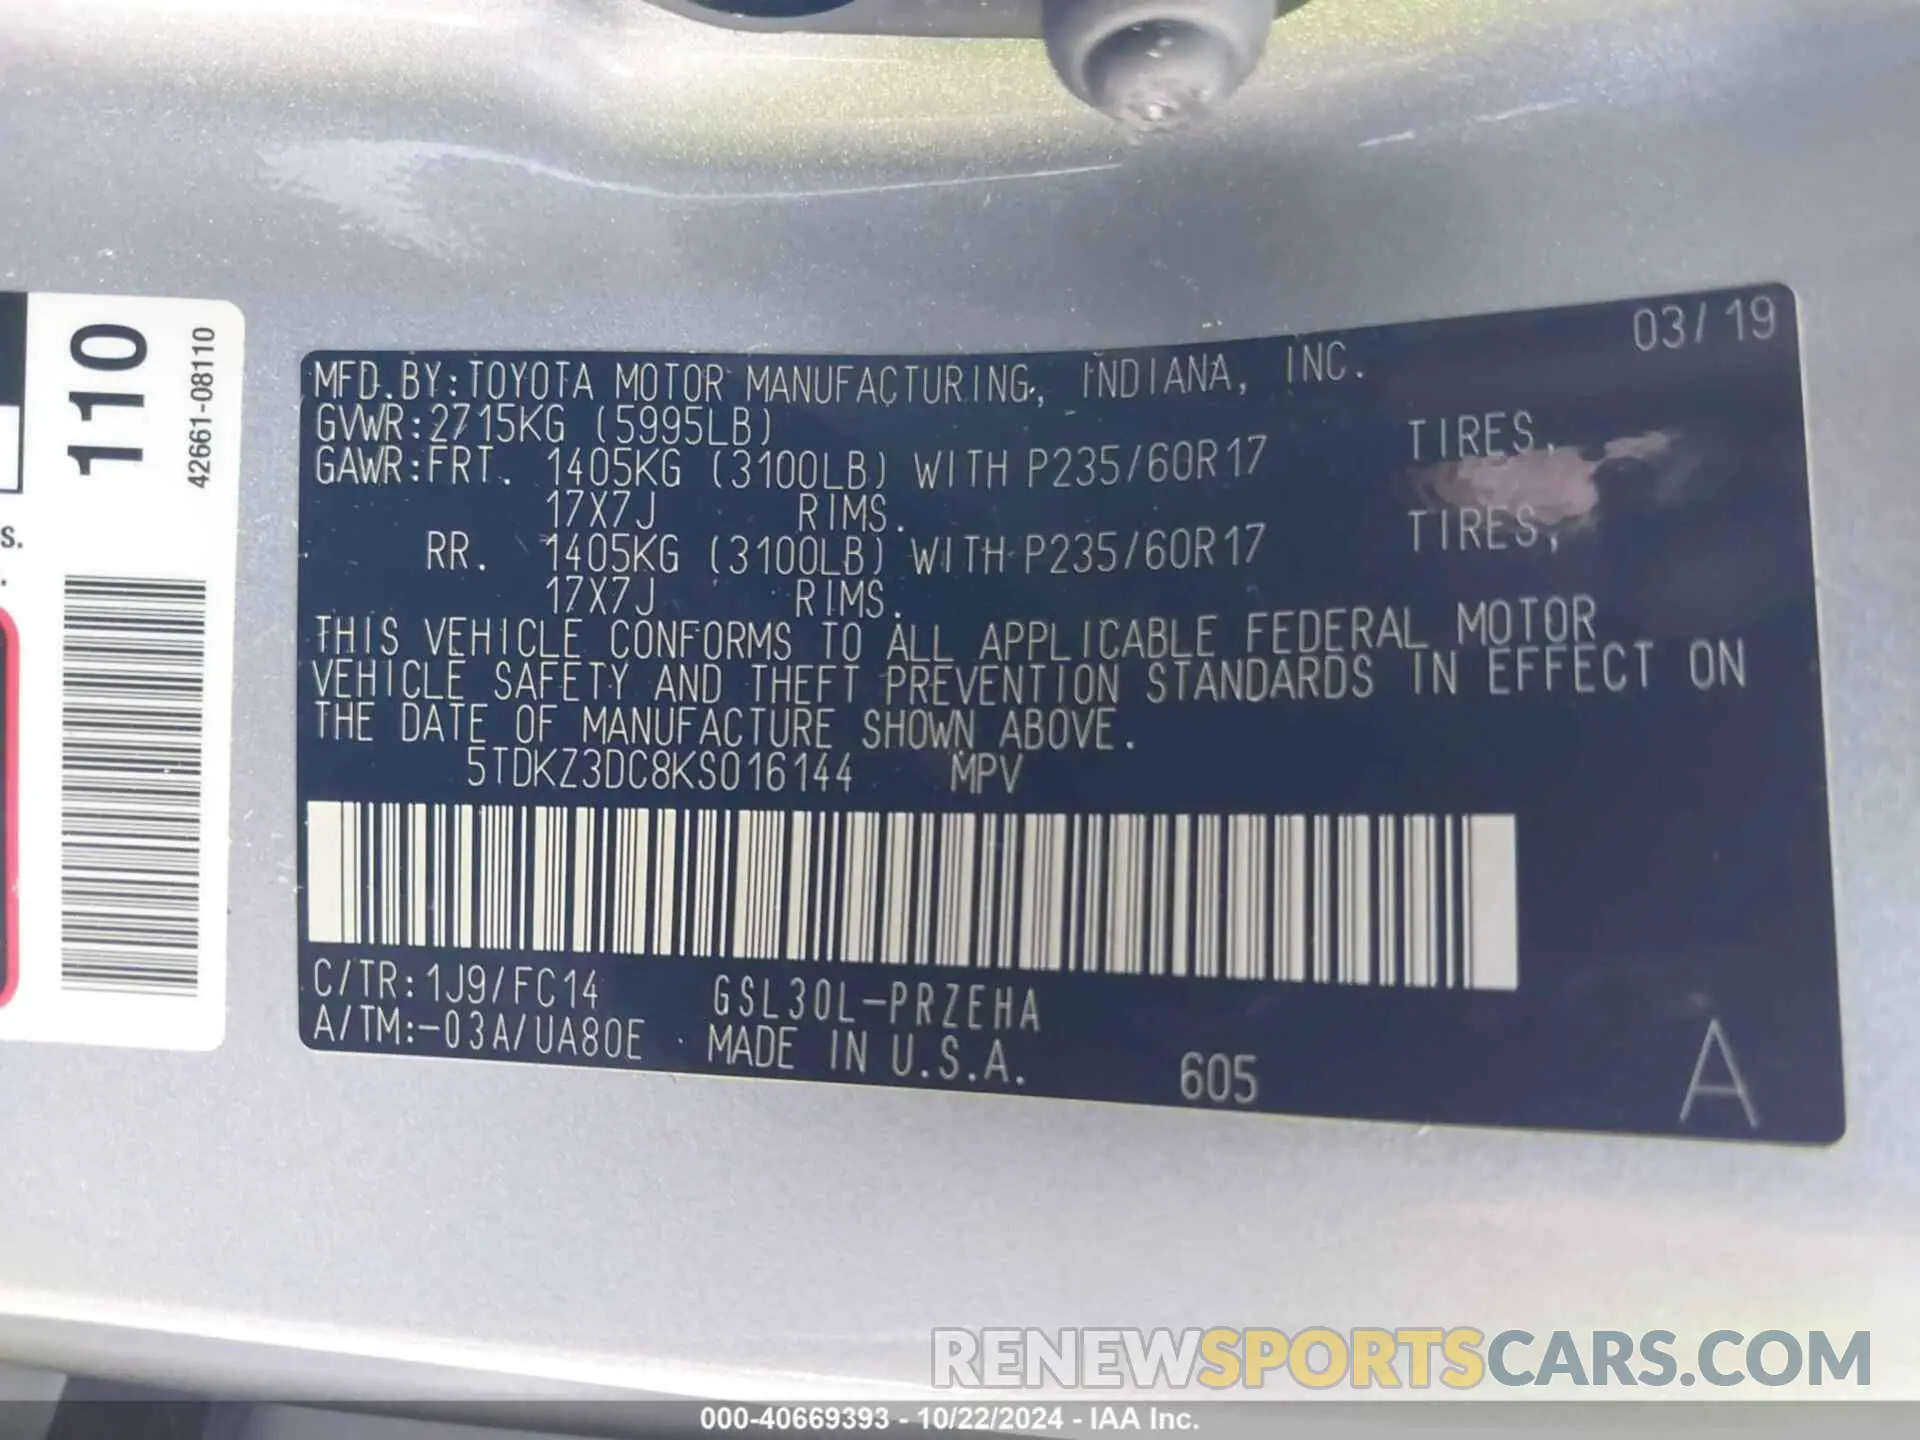 110
42661-08110
s.
03/19
MFD.BY:TOYOTA MOTOR MANUFACTURING, INDIANA, INC.
GVWR:2715KG (5995LB)
GAWR:FRT. 1405KG (3100LB) WITH P235/60R17 TIRES,
17X7J RIMS.
RR. 1405KG (3100LB) WITH P235/60R17 TIRES,
17X7J RIMS.
THIS VEHICLE CONFORMS TO ALL APPLICABLE FEDERAL MOTOR
VEHICLE SAFETY AND THEFT PREVENTION STANDARDS IN EFFECT ON
THE DATE OF MANUFACTURE SHOWN ABOVE.
5TDKZ3DC8KS016144 MPV
C/TR:1J9/FC14 GSL30L-PRZEHA
A/TM:-03A/UA80E MADE IN U.S.A. 605 A
RENEWSPORTSCARS.COM
000-40669393 - 10/22/2024 - IAA Inc.